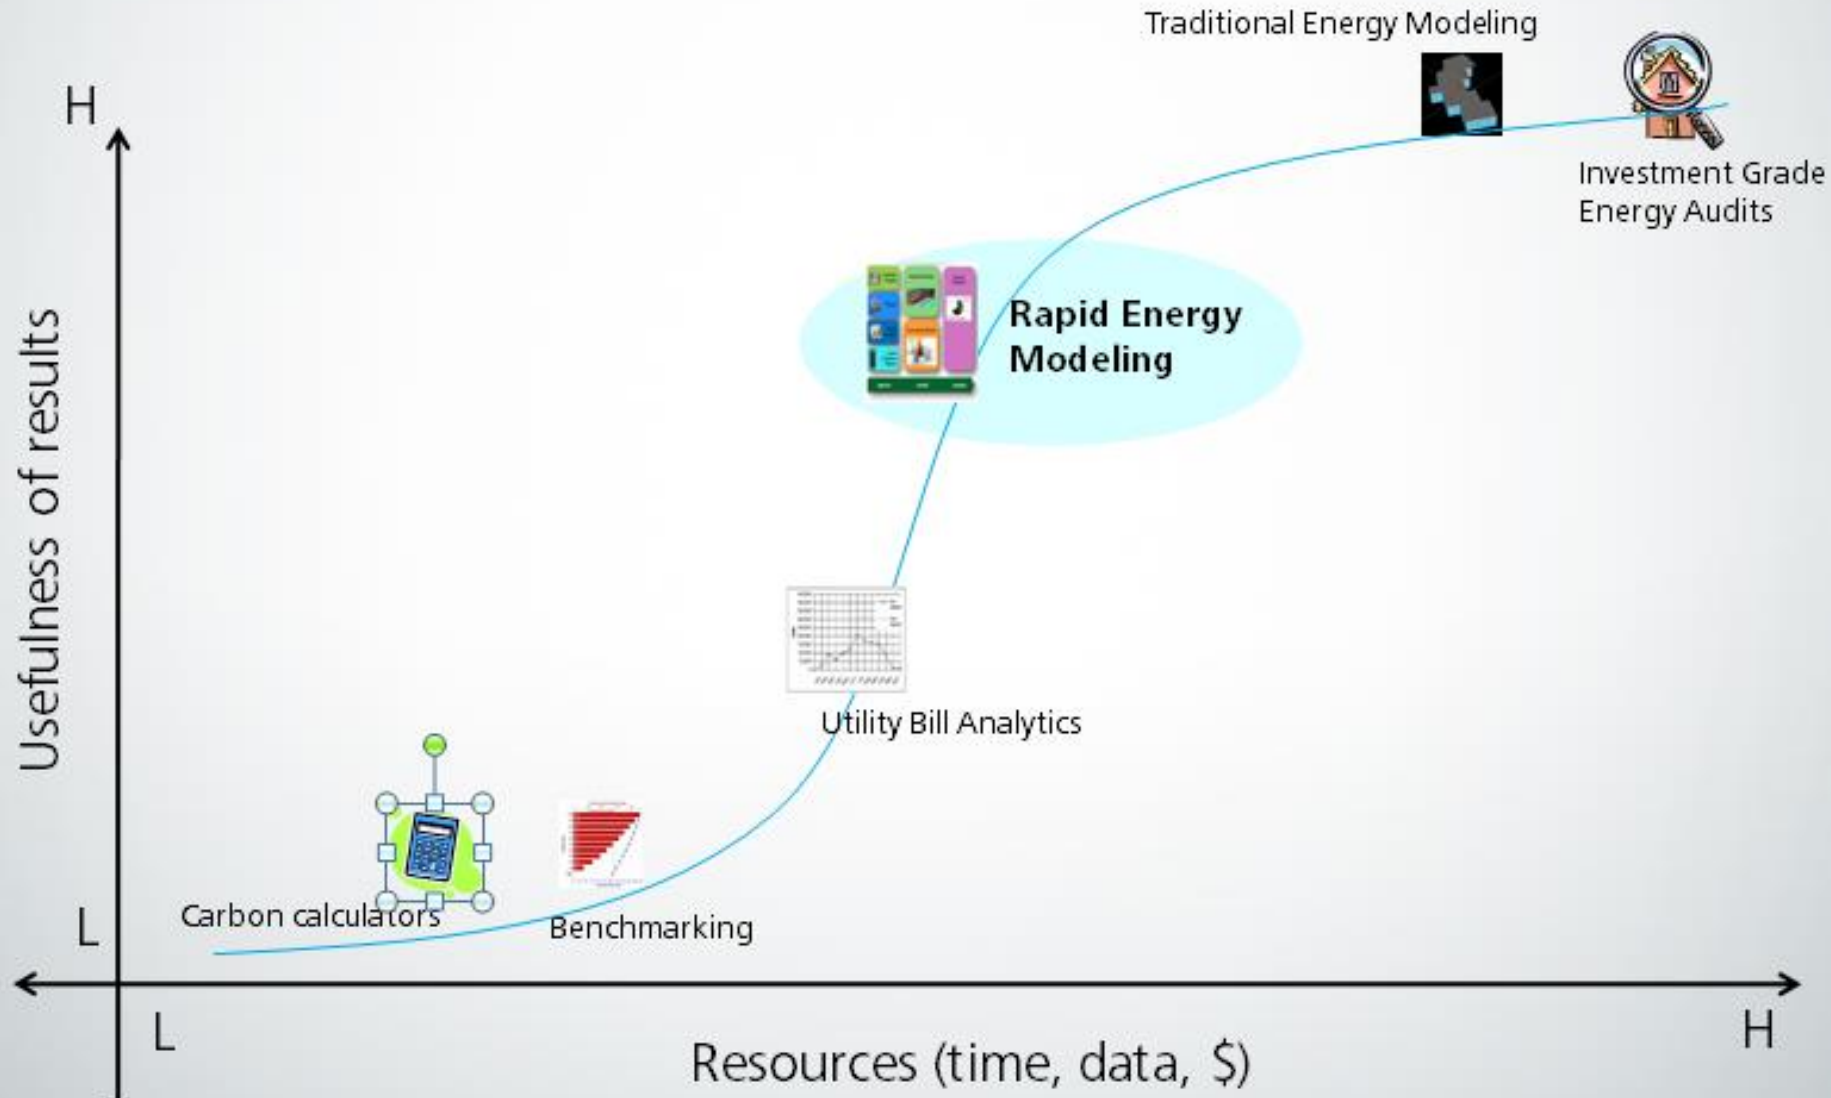 Traditional Energy Modeling
H
Investment Grade
Energy Audits
Rapid Energy
Modeling
Usefulness of results
Utility Bill Analytics
Carbon calculators
Benchmarking
L
L
H
Resources (time, data, $)